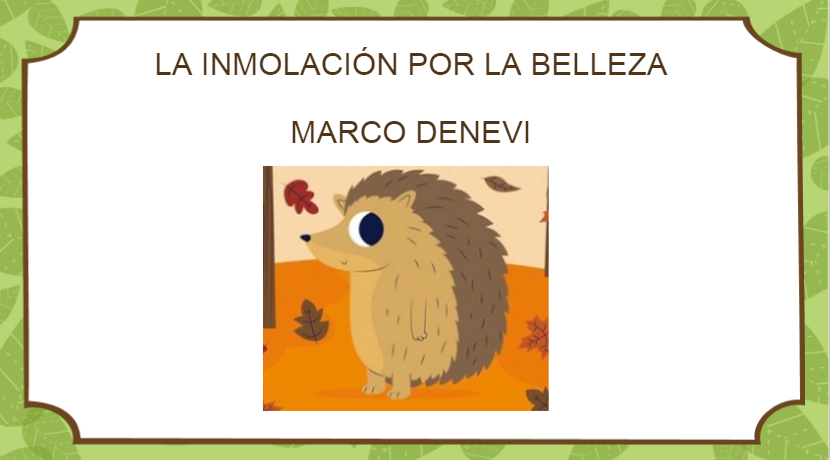 LA INMOLACIÓN POR LA BELLEZA
MARCO DENEVI